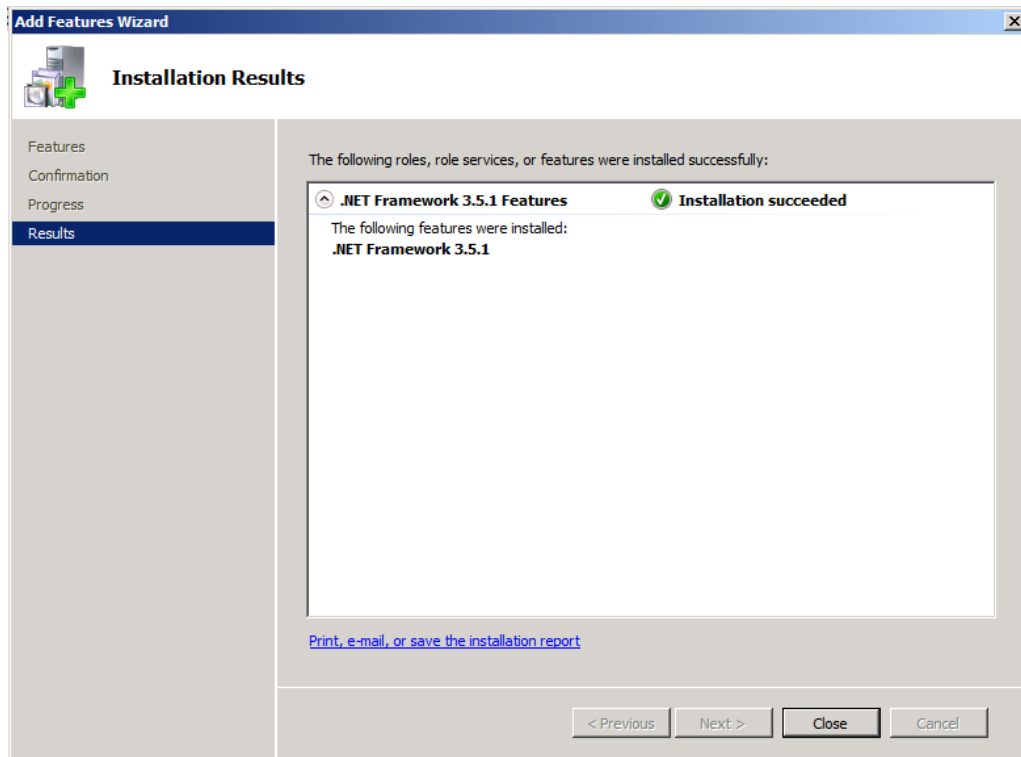 Add Features Wizard
Installation Results
Features
Confirmation
Progress
Results
The following roles, role services, or features were installed successfully:
.NET Framework 3.5.1 Features Installation succeeded
The following features were installed:
.NET Framework 3.5.1
Print, e-mail, or save the installation report
< Previous Next > Close Cancel